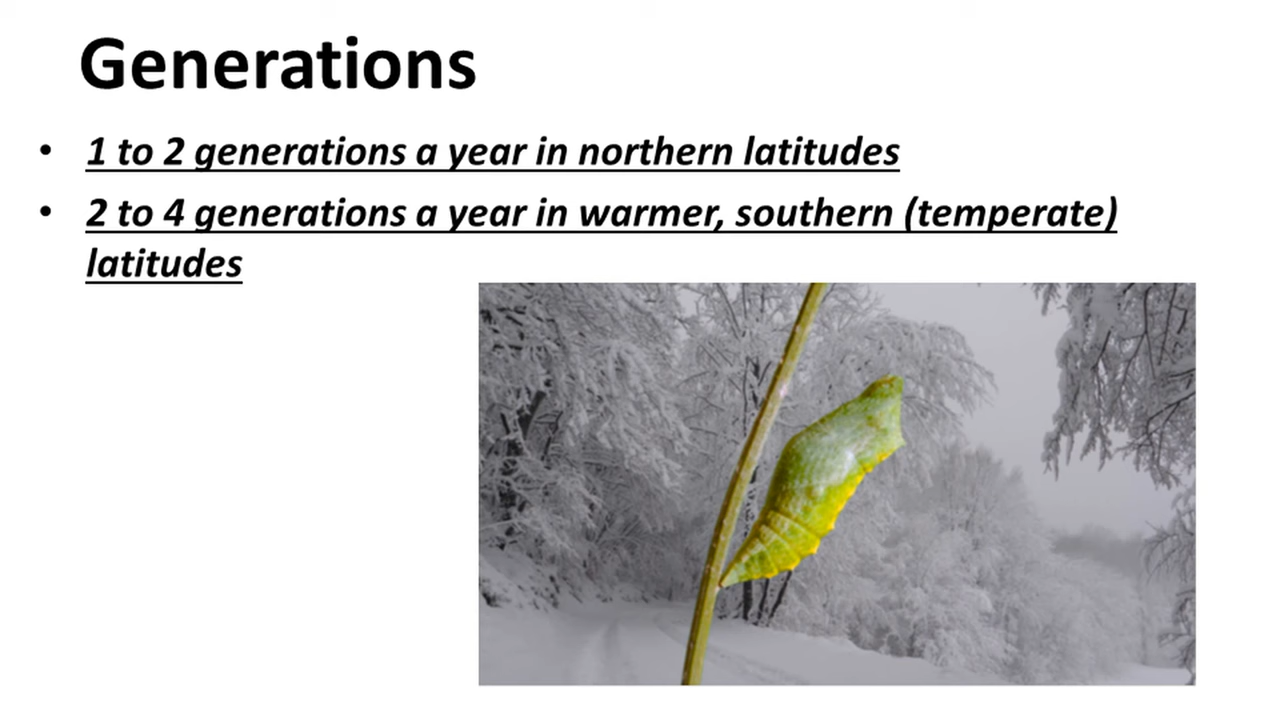 Generations
• 1 to 2 generations a year in northern latitudes
• 2 to 4 generations a year in warmer, southern (temperate)
latitudes